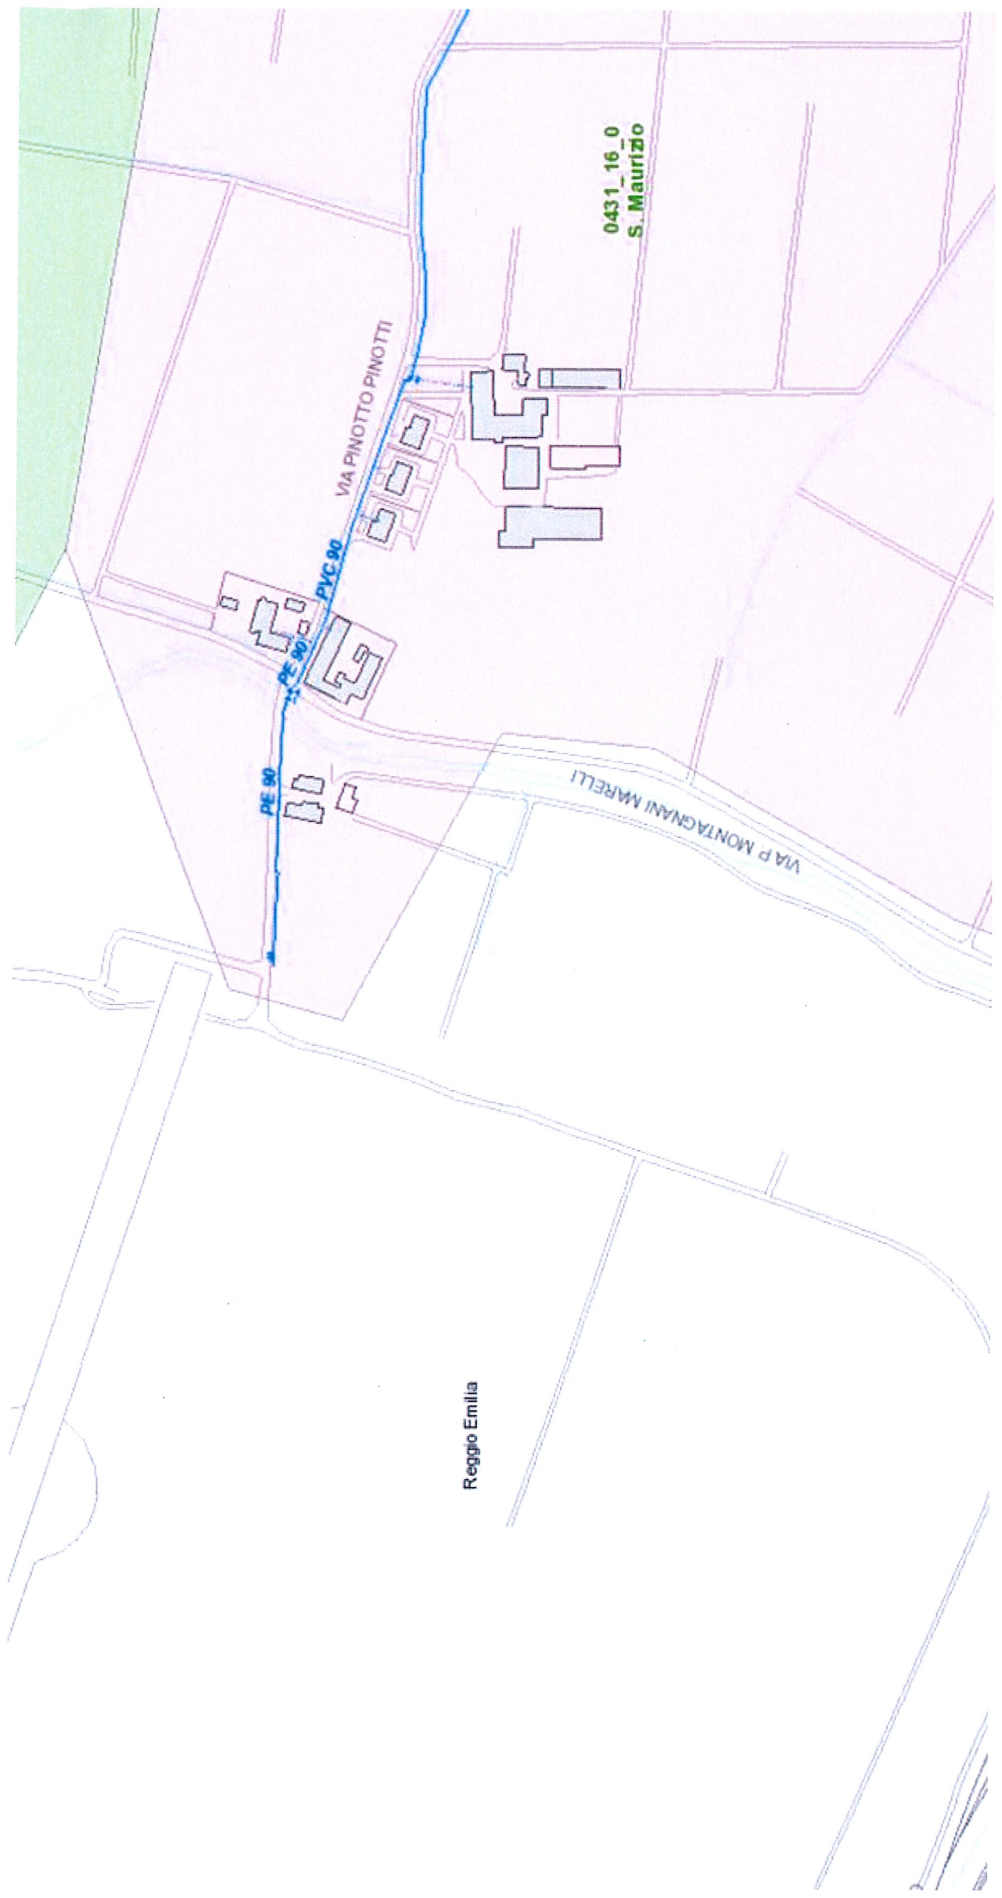 0431_16_0
S. Maurizio
VIA PINOTTO PINOTTI
PVC 90
PE 90
PE 90
VIA P MONTAGNANI MARELLI
Reggio Emilia